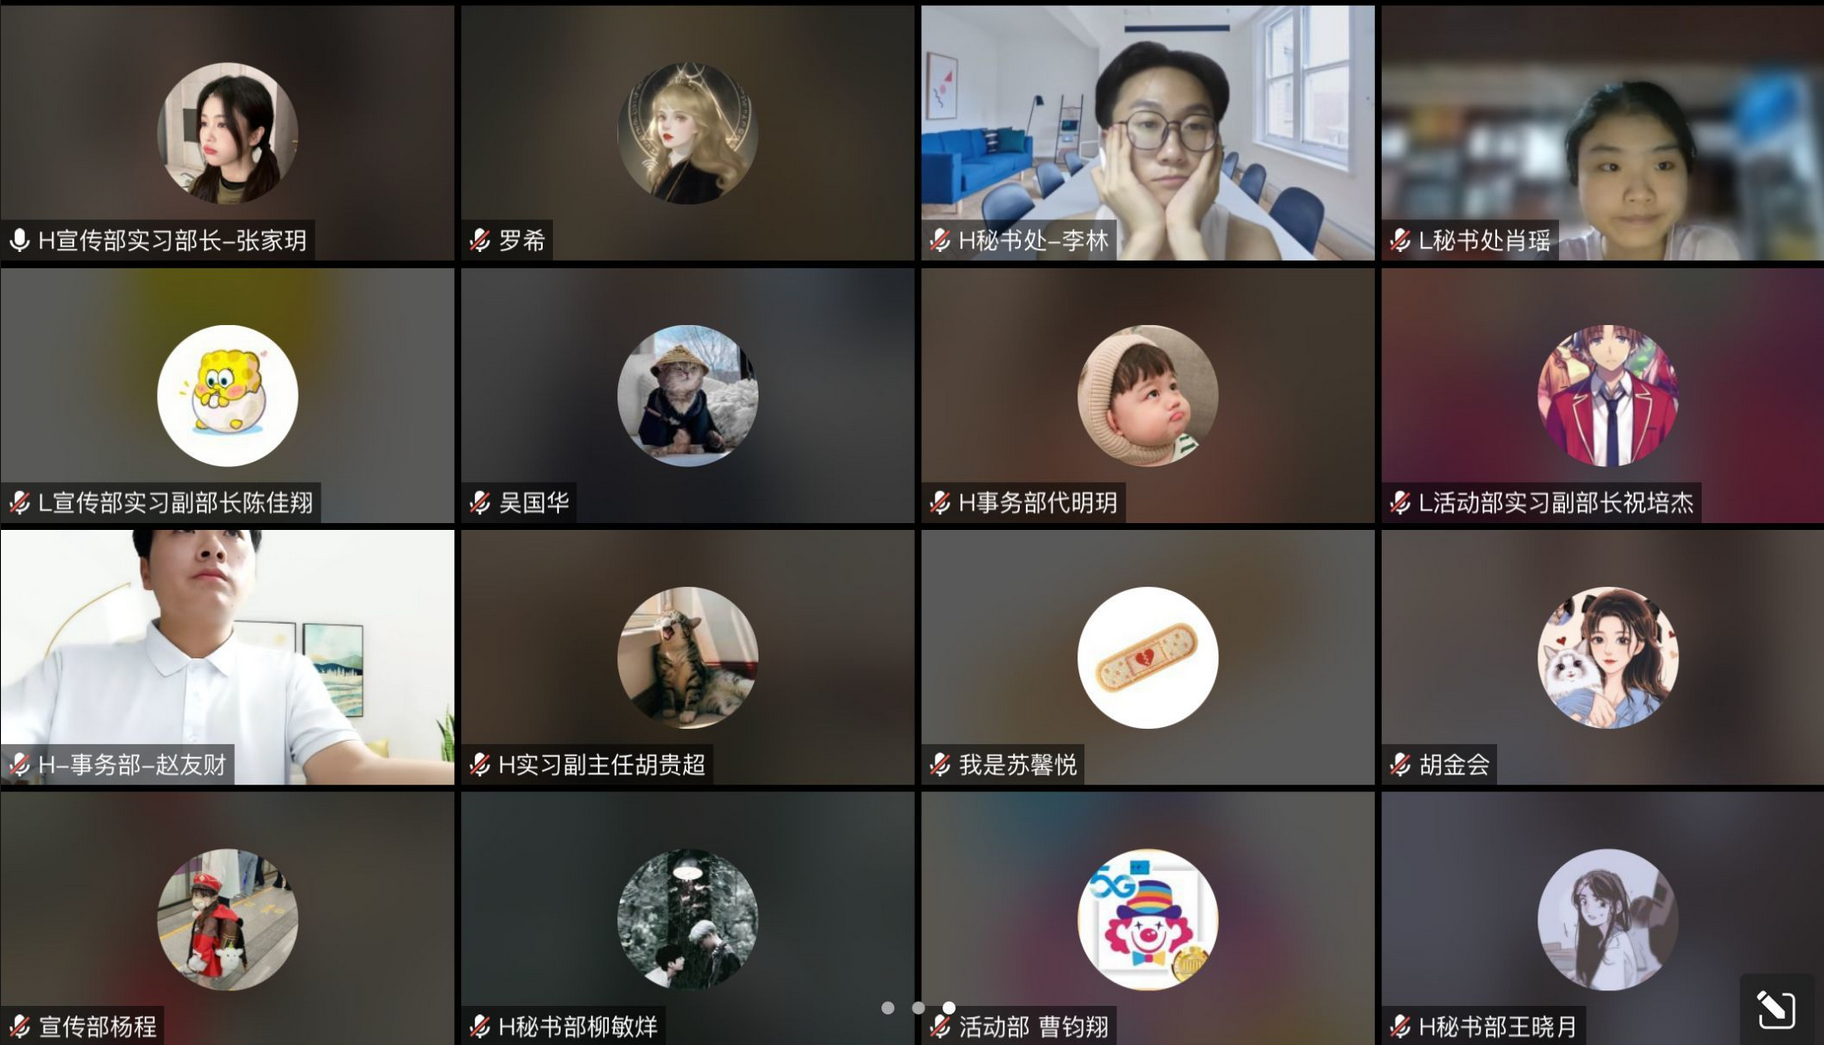 H宣传部实习部长-张家玥
罗希
H秘书处-李林
L秘书处肖瑶
L宣传部实习副部长陈佳翔
吴国华
H事务部代明玥
L活动部实习副部长祝培杰
H-事务部-赵友财
H实习副主任胡贵超
我是苏馨悦
胡金会
宣传部杨程
H秘书部柳敏烊
5G
活动部 曹钧翔
H秘书部王晓月